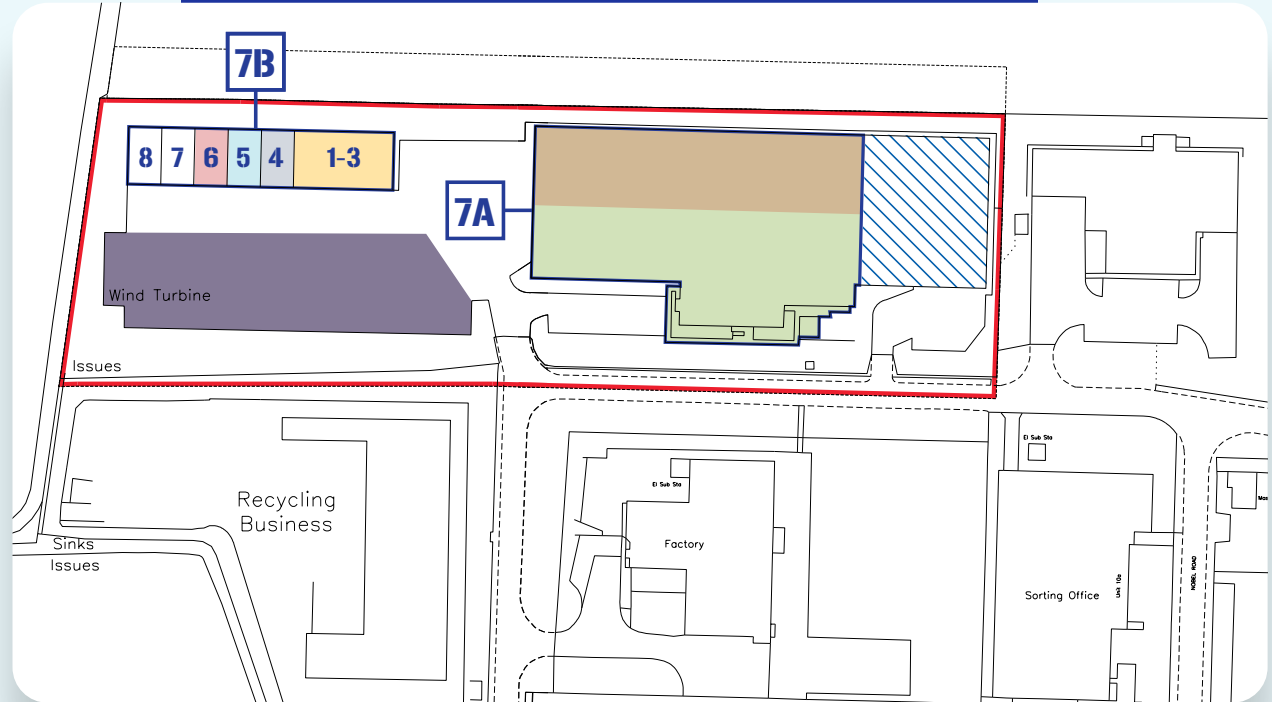 7B
8 7 6 5 4 1-3
7A
Wind Turbine
Issues
El Sub Sta
Recycling
Business
El Sub Sta
Factory
Sinks
Issues
Sorting Office
Unit 10a
NOBEL ROAD